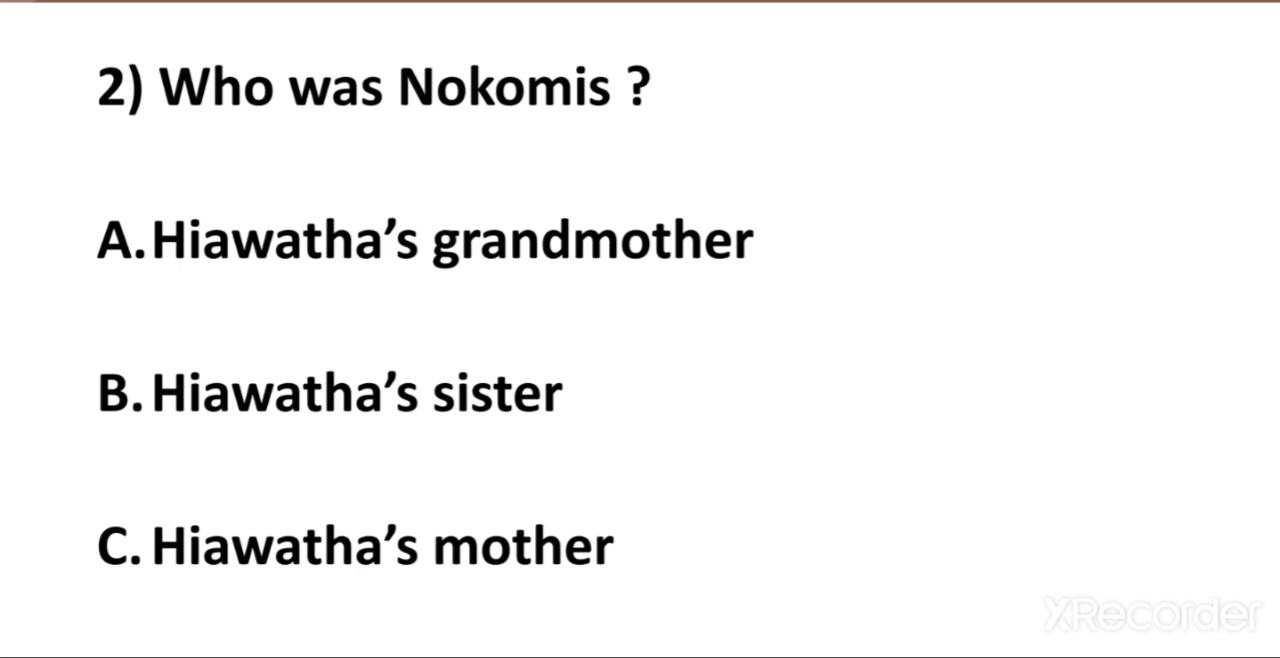 2) Who was Nokomis ?
A. Hiawatha’s grandmother
B. Hiawatha’s sister
C. Hiawatha’s mother
XRecorder